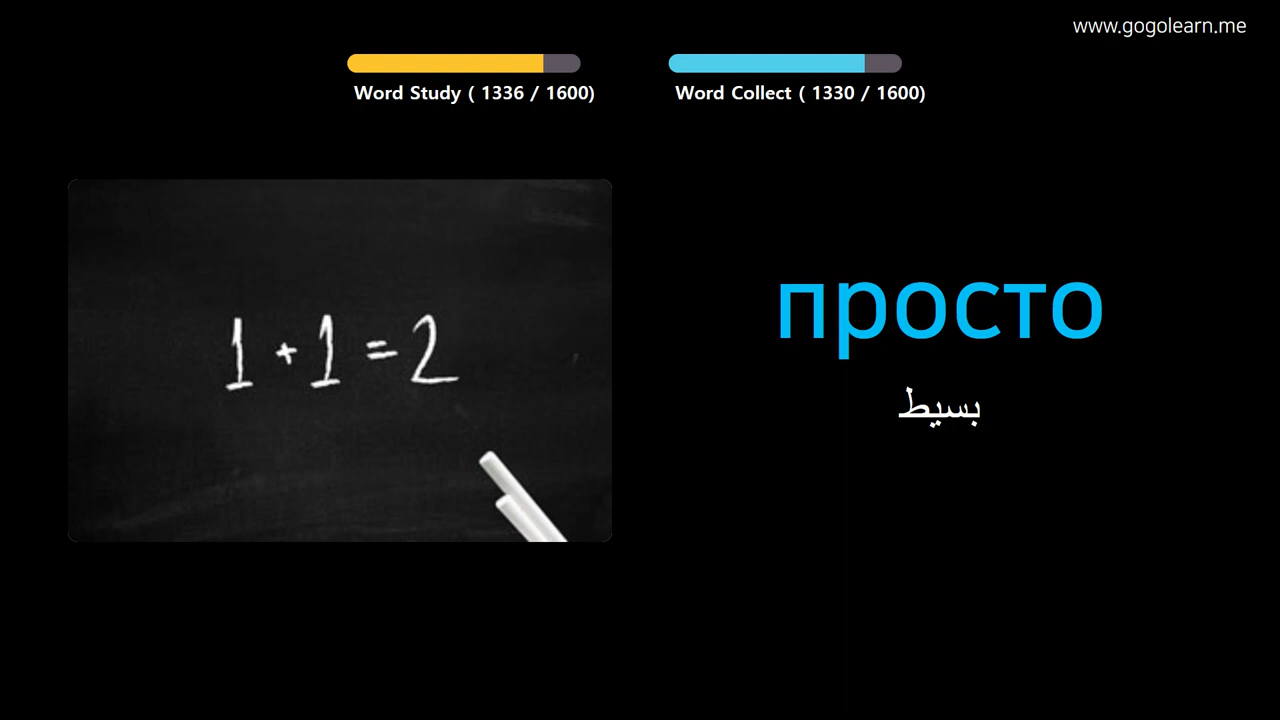 www.gogolearn.me
Word Study ( 1336 / 1600)
Word Collect ( 1330 / 1600)
1 + 1 = 2
просто
بسيط